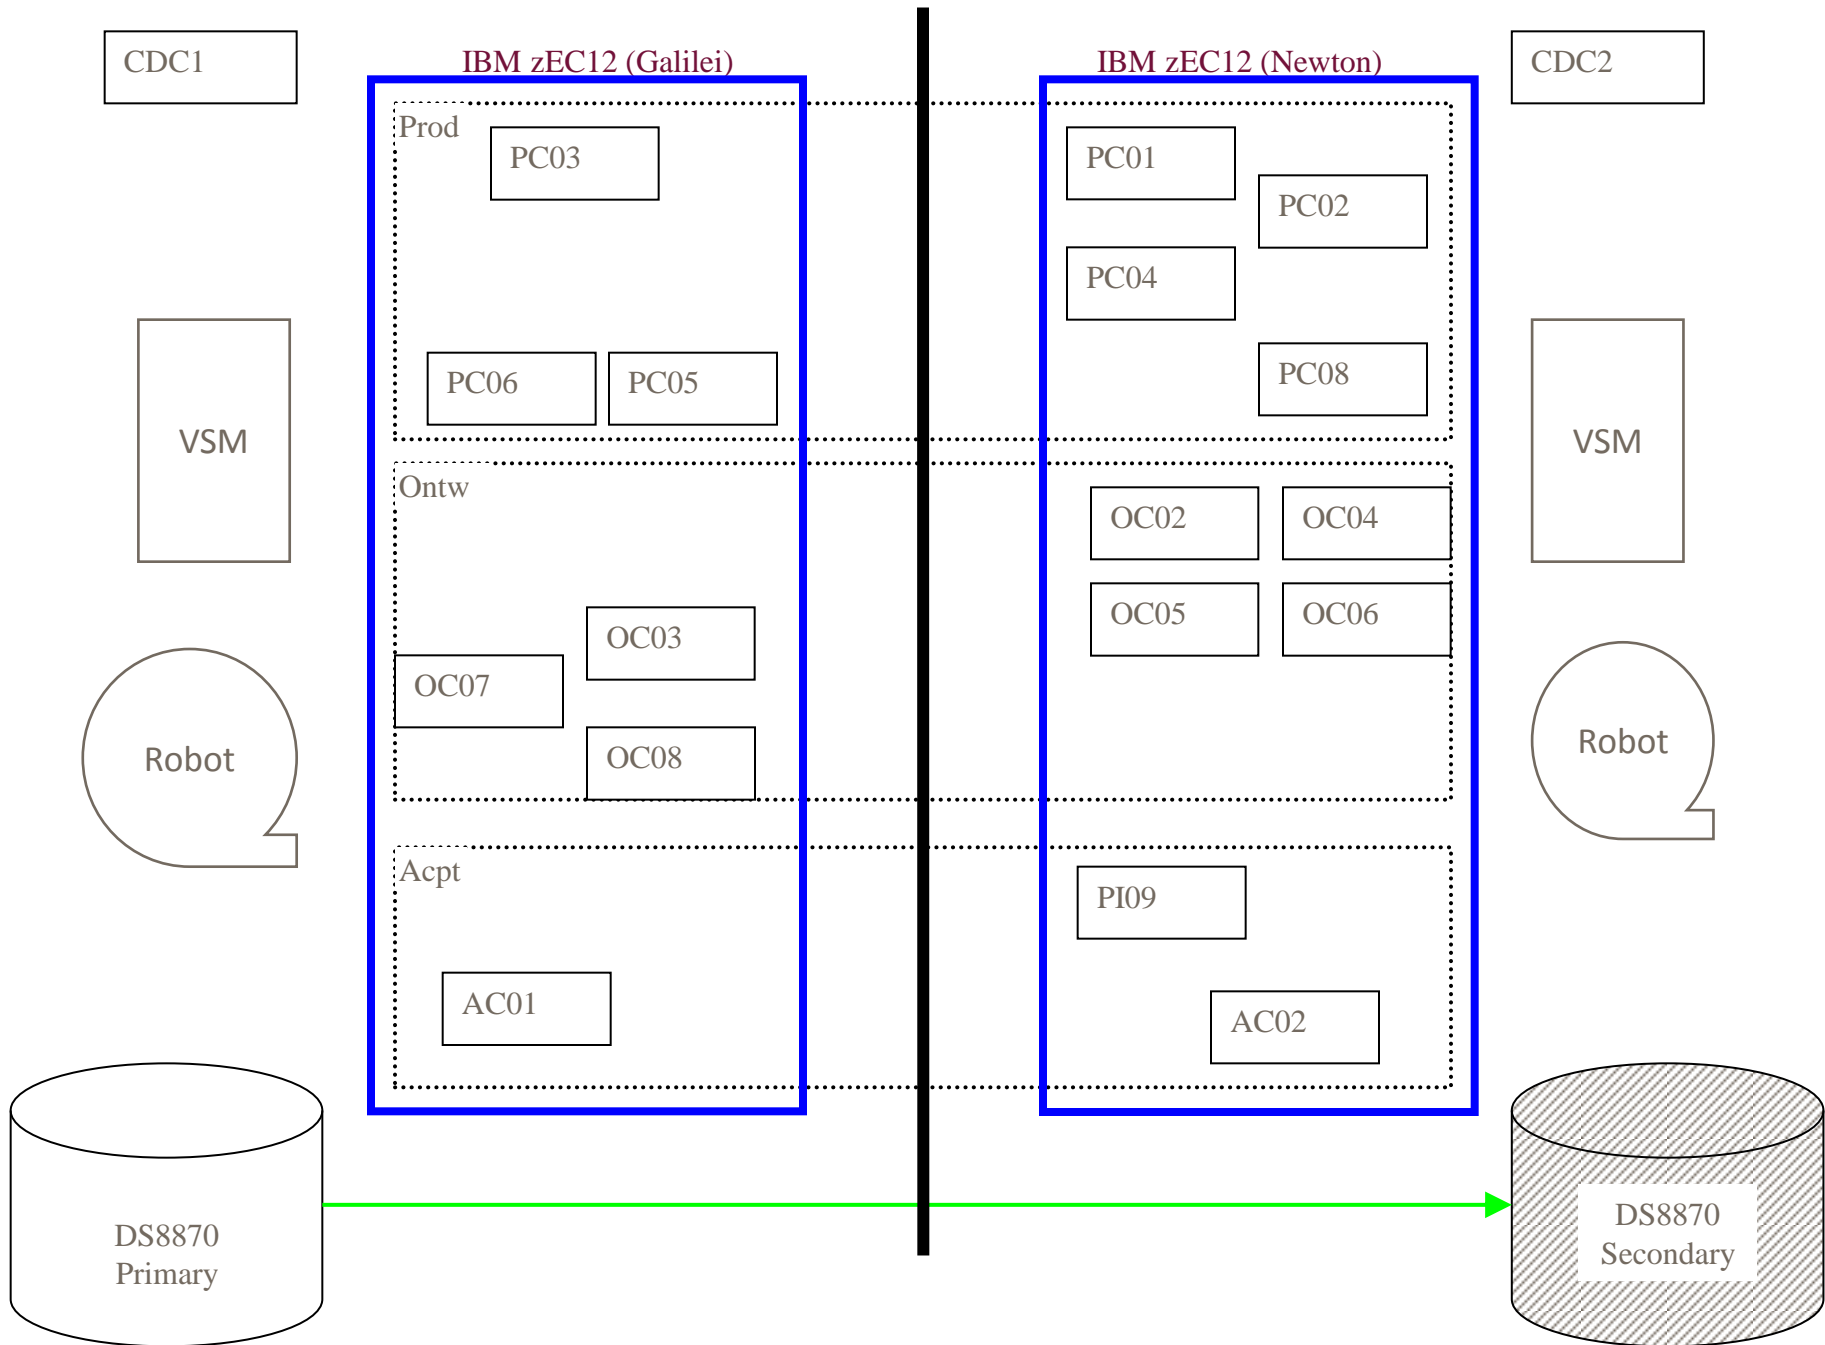 CDC1
IBM zEC12 (Galilei)
IBM zEC12 (Newton)
CDC2
Prod
PC03
PC01
PC02
PC04
PC06
PC05
PC08
VSM
VSM
Ontw
OC02
OC04
OC05
OC06
OC03
OC07
OC08
Robot
Robot
Acpt
PI09
AC01
AC02
DS8870
Primary
DS8870
Secondary